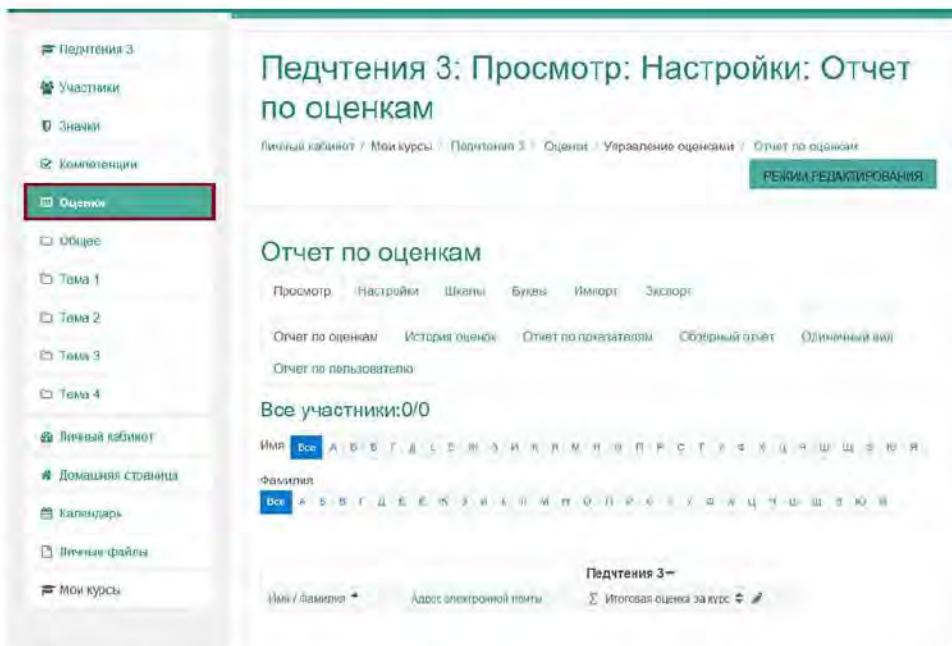 Педчтения 3
Участники
Значки
Компетенции
Оценки
Общее
Тема 1
Тема 2
Тема 3
Тема 4
Личный кабинет
Домашняя страница
Календарь
Личные файлы
Мои курсы
Педчтения 3: Просмотр: Настройки: Отчет
по оценкам
Личный кабинет / Мои курсы / Педчтения 3 / Оценки / Управление оценками / Отчет по оценкам
РЕЖИМ РЕДАКТИРОВАНИЯ
Отчет по оценкам
Просмотр Настройки Шкалы Буквы Импорт Экспорт
Отчет по оценкам История оценок Отчет по показателям Обзорный отчет Одиночный вид
Отчет по пользователю
Все участники:0/0
Имя Все А Б В Г Д Е Ё Ж З И К Л М Н О П Р С Т У Ф Х Ц Ч Ш Щ Э Ю Я
Фамилия
Все А Б В Г Д Е Ё Ж З И К Л М Н О П Р С Т У Ф Х Ц Ч Ш Щ Э Ю Я
Педчтения 3−
Имя / Фамилия Адрес электронной почты Σ Итоговая оценка за курс